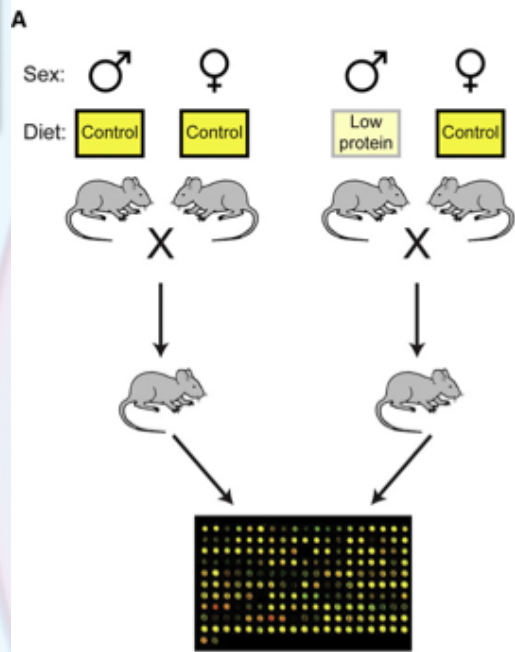 A
Sex: ♂ ♀ ♂ ♀
Diet: Control Control Low protein Control
X X